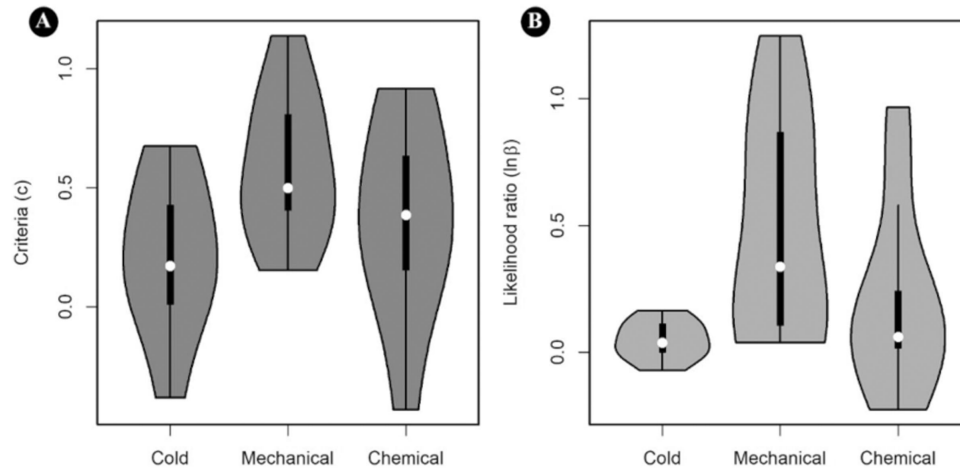 A
Criteria (c)
1.0
0.5
0.0
Cold
Mechanical
Chemical
B
Likelihood ratio (lnβ)
1.0
0.5
0.0
Cold
Mechanical
Chemical